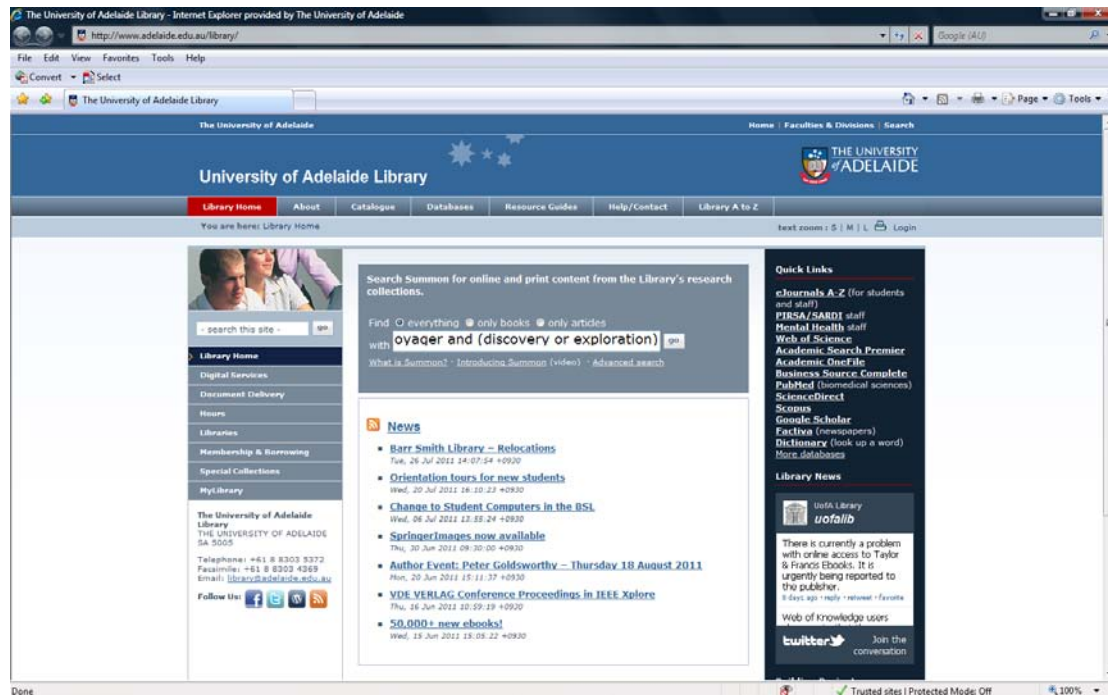 The University of Adelaide Library - Internet Explorer provided by The University of Adelaide
http://www.adelaide.edu.au/library/
Google (AU)
File Edit View Favorites Tools Help
Convert Select
The University of Adelaide Library
Page Tools
The University of Adelaide
Home | Faculties & Divisions | Search
University of Adelaide Library
THE UNIVERSITY
of ADELAIDE
Library Home About Catalogue Databases Resource Guides Help/Contact Library A to Z
You are here: Library Home
text zoom : S | M | L Login
- search this site - go
Library Home
Digital Services
Document Delivery
Hours
Libraries
Membership & Borrowing
Special Collections
MyLibrary
The University of Adelaide
Library
THE UNIVERSITY OF ADELAIDE
SA 5005
Telephone: +61 8 8303 5372
Facsimile: +61 8 8303 4369
Email: library@adelaide.edu.au
Follow Us:
Search Summon for online and print content from the Library's research
collections.
Find everything only books only articles
with oyager and (discovery or exploration) go
What is Summon? · Introducing Summon (video) · Advanced search
News
Barr Smith Library – Relocations
Tue, 26 Jul 2011 14:07:54 +0930
Orientation tours for new students
Wed, 20 Jul 2011 16:10:23 +0930
Change to Student Computers in the BSL
Wed, 06 Jul 2011 13:55:24 +0930
SpringerImages now available
Thu, 30 Jun 2011 09:30:00 +0930
Author Event: Peter Goldsworthy – Thursday 18 August 2011
Mon, 20 Jun 2011 15:11:37 +0930
VDE VERLAG Conference Proceedings in IEEE Xplore
Thu, 16 Jun 2011 10:59:19 +0930
50,000+ new ebooks!
Wed, 15 Jun 2011 15:05:22 +0930
Quick Links
eJournals A-Z (for students
and staff)
PIRSA/SARDI staff
Mental Health staff
Web of Science
Academic Search Premier
Academic OneFile
Business Source Complete
PubMed (biomedical sciences)
ScienceDirect
Scopus
Google Scholar
Factiva (newspapers)
Dictionary (look up a word)
More databases
Library News
UofA Library
uofalib
There is currently a problem
with online access to Taylor
& Francis Ebooks. It is
urgently being reported to
the publisher.
8 days ago · reply · retweet · favorite
Web of Knowledge users
twitter Join the
conversation
Done
Trusted sites | Protected Mode: Off
100%